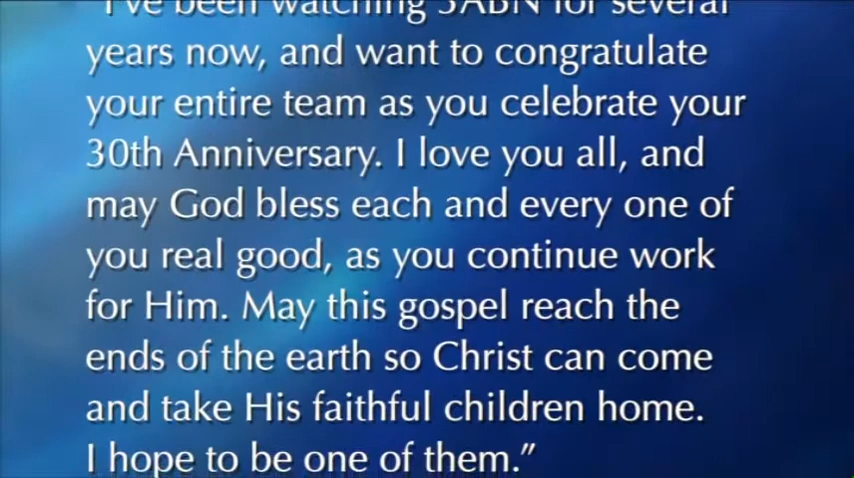 "I've been watching 3ABN for several
years now, and want to congratulate
your entire team as you celebrate your
30th Anniversary. I love you all, and
may God bless each and every one of
you real good, as you continue work
for Him. May this gospel reach the
ends of the earth so Christ can come
and take His faithful children home.
I hope to be one of them.”